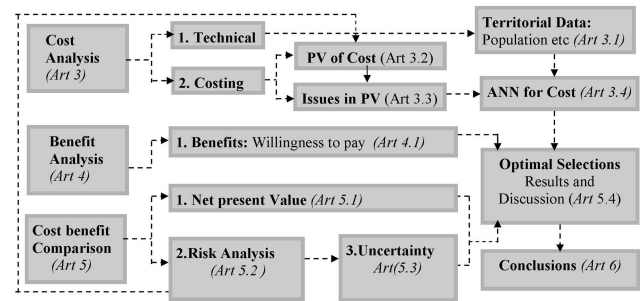 Cost
Analysis
(Art 3)
1. Technical
2. Costing
PV of Cost (Art 3.2)
Issues in PV (Art 3.3)
Territorial Data:
Population etc (Art 3.1)
ANN for Cost (Art 3.4)
Benefit
Analysis
(Art 4)
1. Benefits: Willingness to pay (Art 4.1)
Optimal Selections
Results and
Discussion (Art 5.4)
Cost benefit
Comparison
(Art 5)
1. Net present Value (Art 5.1)
2.Risk Analysis
(Art 5.2 )
3.Uncertainty
Art(5.3)
Conclusions (Art 6)